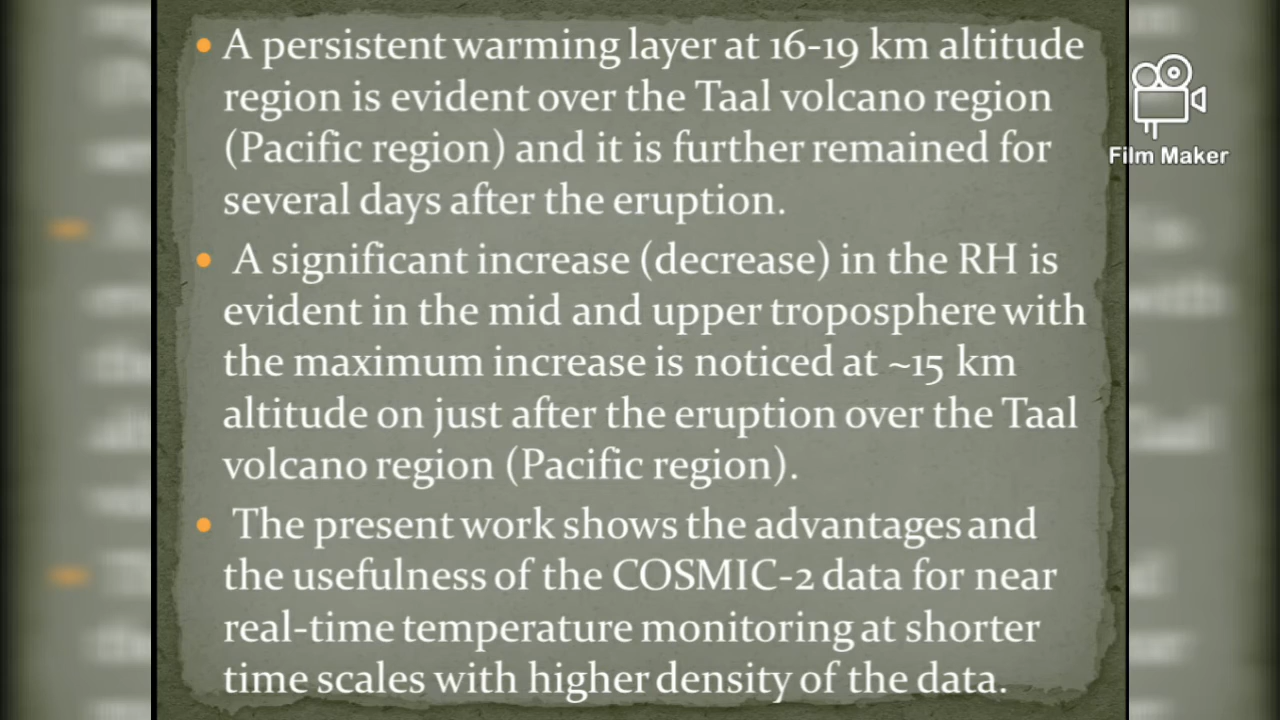 • A persistent warming layer at 16-19 km altitude
region is evident over the Taal volcano region
(Pacific region) and it is further remained for
several days after the eruption.
• A significant increase (decrease) in the RH is
evident in the mid and upper troposphere with
the maximum increase is noticed at ~15 km
altitude on just after the eruption over the Taal
volcano region (Pacific region).
• The present work shows the advantages and
the usefulness of the COSMIC-2 data for near
real-time temperature monitoring at shorter
time scales with higher density of the data.
Film Maker